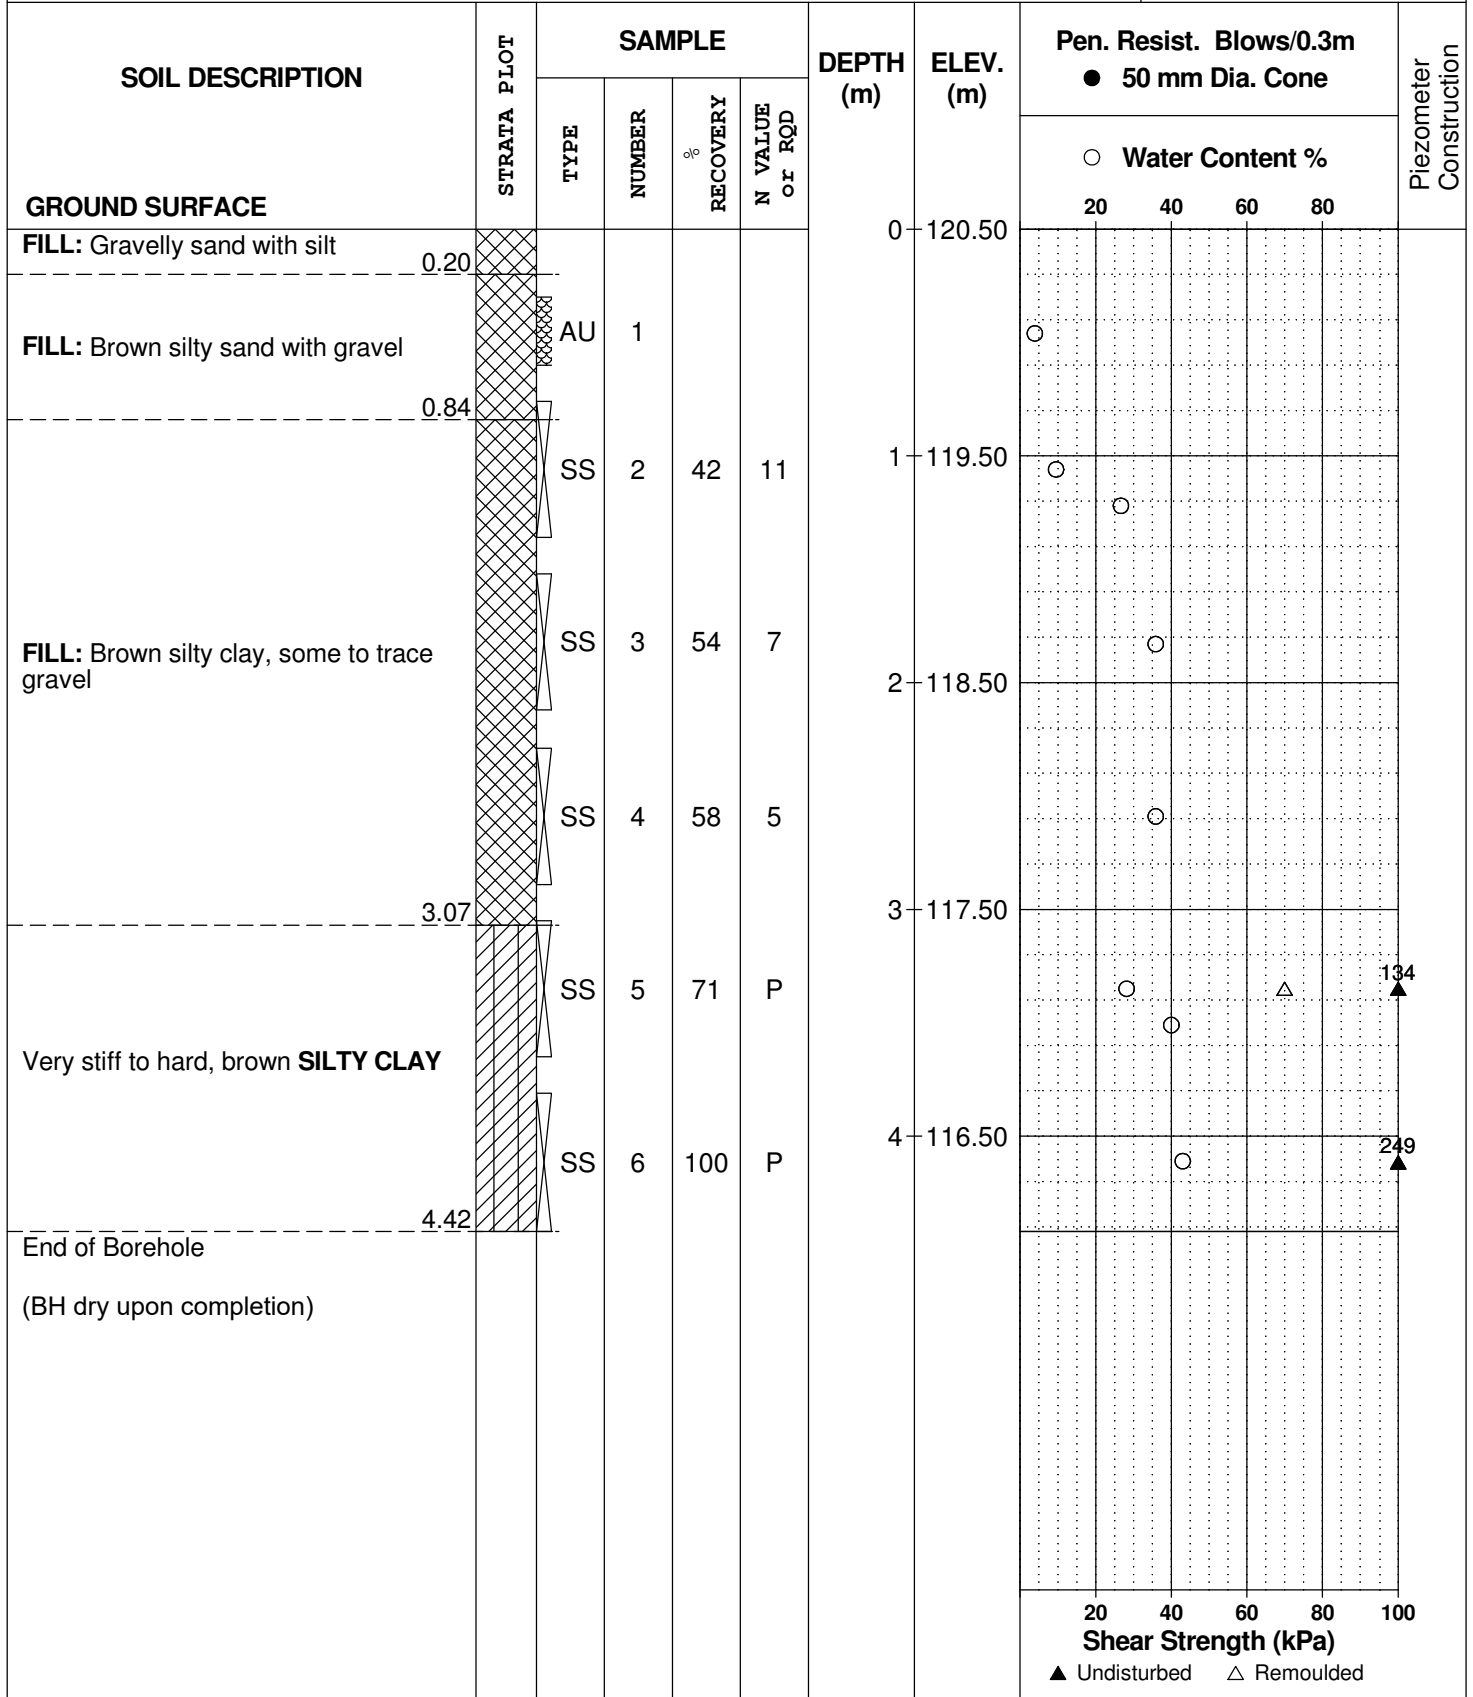 SOIL DESCRIPTION
GROUND SURFACE
STRATA PLOT
SAMPLE
TYPE
NUMBER
% RECOVERY
N VALUE
or RQD
DEPTH
(m)
ELEV.
(m)
Pen. Resist. Blows/0.3m
● 50 mm Dia. Cone
○ Water Content %
20 40 60 80
Piezometer
Construction
0 120.50
FILL: Gravelly sand with silt
0.20
AU 1
FILL: Brown silty sand with gravel
0.84
1 119.50
SS 2 42 11
SS 3 54 7
FILL: Brown silty clay, some to trace
gravel
2 118.50
SS 4 58 5
3.07
3 117.50
134
SS 5 71 P
Very stiff to hard, brown SILTY CLAY
4 116.50
249
SS 6 100 P
4.42
End of Borehole
(BH dry upon completion)
20 40 60 80 100
Shear Strength (kPa)
▲ Undisturbed △ Remoulded